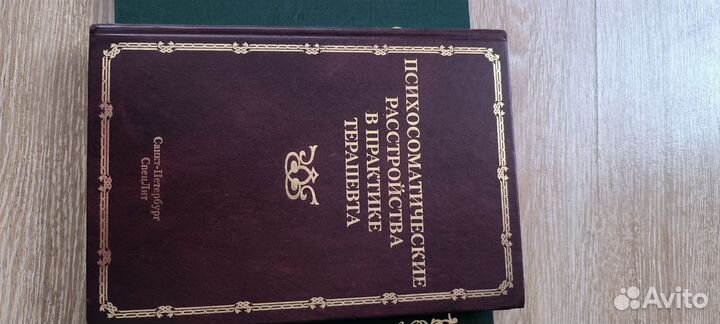 ПСИХОСОМАТИЧЕСКИЕ
РАССТРОЙСТВА
В ПРАКТИКЕ
ТЕРАПЕВТА
Санкт-Петербург
СпецЛит
Avito